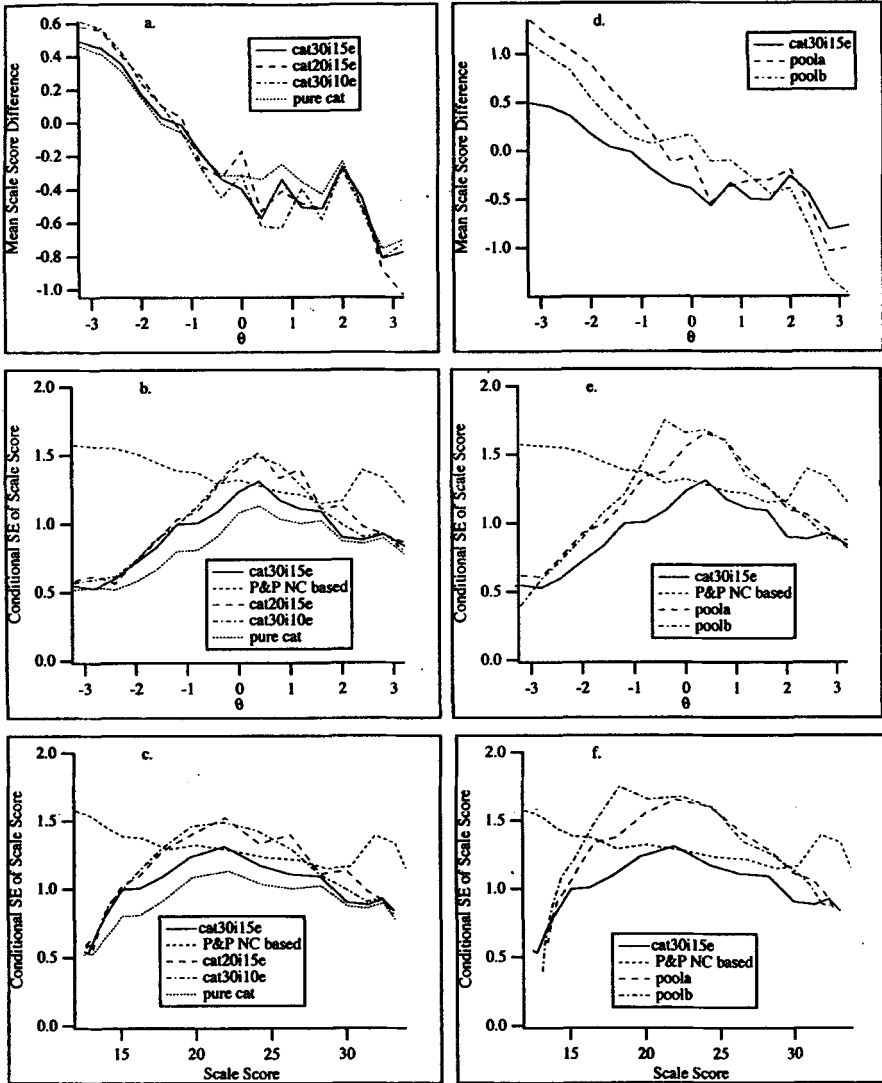 a.
Mean Scale Score Difference
0.6
0.4
0.2
0.0
-0.2
-0.4
-0.6
-0.8
-1.0
cat30i15e
cat20i15e
cat30i10e
pure cat
-3 -2 -1 0 1 2 3
θ
d.
Mean Scale Score Difference
1.0
0.5
0.0
-0.5
-1.0
cat30i15e
poola
poolb
-3 -2 -1 0 1 2 3
θ
b.
Conditional SE of Scale Score
2.0
1.5
1.0
0.5
0.0
cat30i15e
P&P NC based
cat20i15e
cat30i10e
pure cat
-3 -2 -1 0 1 2 3
θ
e.
Conditional SE of Scale Score
2.0
1.5
1.0
0.5
0.0
cat30i15e
P&P NC based
poola
poolb
-3 -2 -1 0 1 2 3
θ
c.
Conditional SE of Scale Score
2.0
1.5
1.0
0.5
0.0
cat30i15e
P&P NC based
cat20i15e
cat30i10e
pure cat
15 20 25 30
Scale Score
f.
Conditional SE of Scale Score
2.0
1.5
1.0
0.5
0.0
cat30i15e
P&P NC based
poola
poolb
15 20 25 30
Scale Score